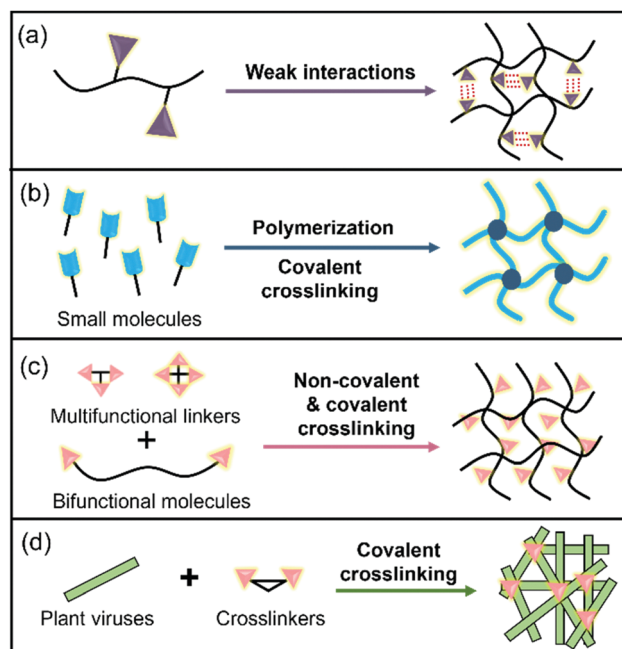 (a)
Weak interactions
(b)
Polymerization
Covalent
crosslinking
Small molecules
(c)
Multifunctional linkers
+
Bifunctional molecules
Non-covalent
& covalent
crosslinking
(d)
Plant viruses
+
Crosslinkers
Covalent
crosslinking